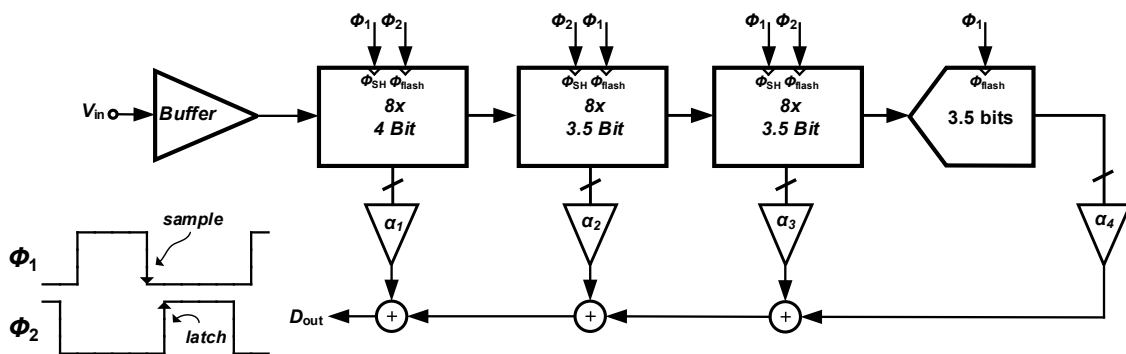 Φ1 Φ2 Φ2 Φ1 Φ1 Φ2 Φ1
Vin Buffer
ΦSH Φflash
8x
4 Bit
ΦSH Φflash
8x
3.5 Bit
ΦSH Φflash
8x
3.5 Bit
Φflash
3.5 bits
α1 α2 α3 α4
sample
Φ1
Φ2
latch
Dout + + +